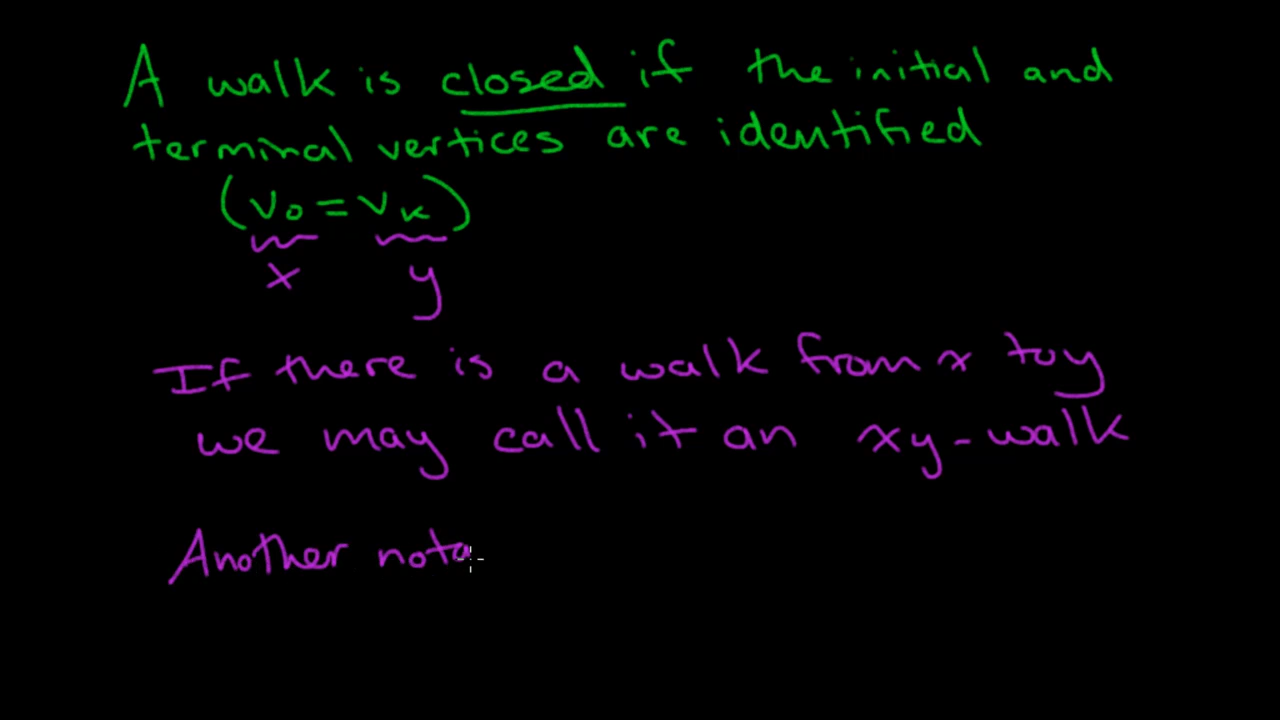 A walk is closed if the initial and
terminal vertices are identified
(v₀ = vₖ)
x y
If there is a walk from x to y
we may call it an xy-walk
Another nota